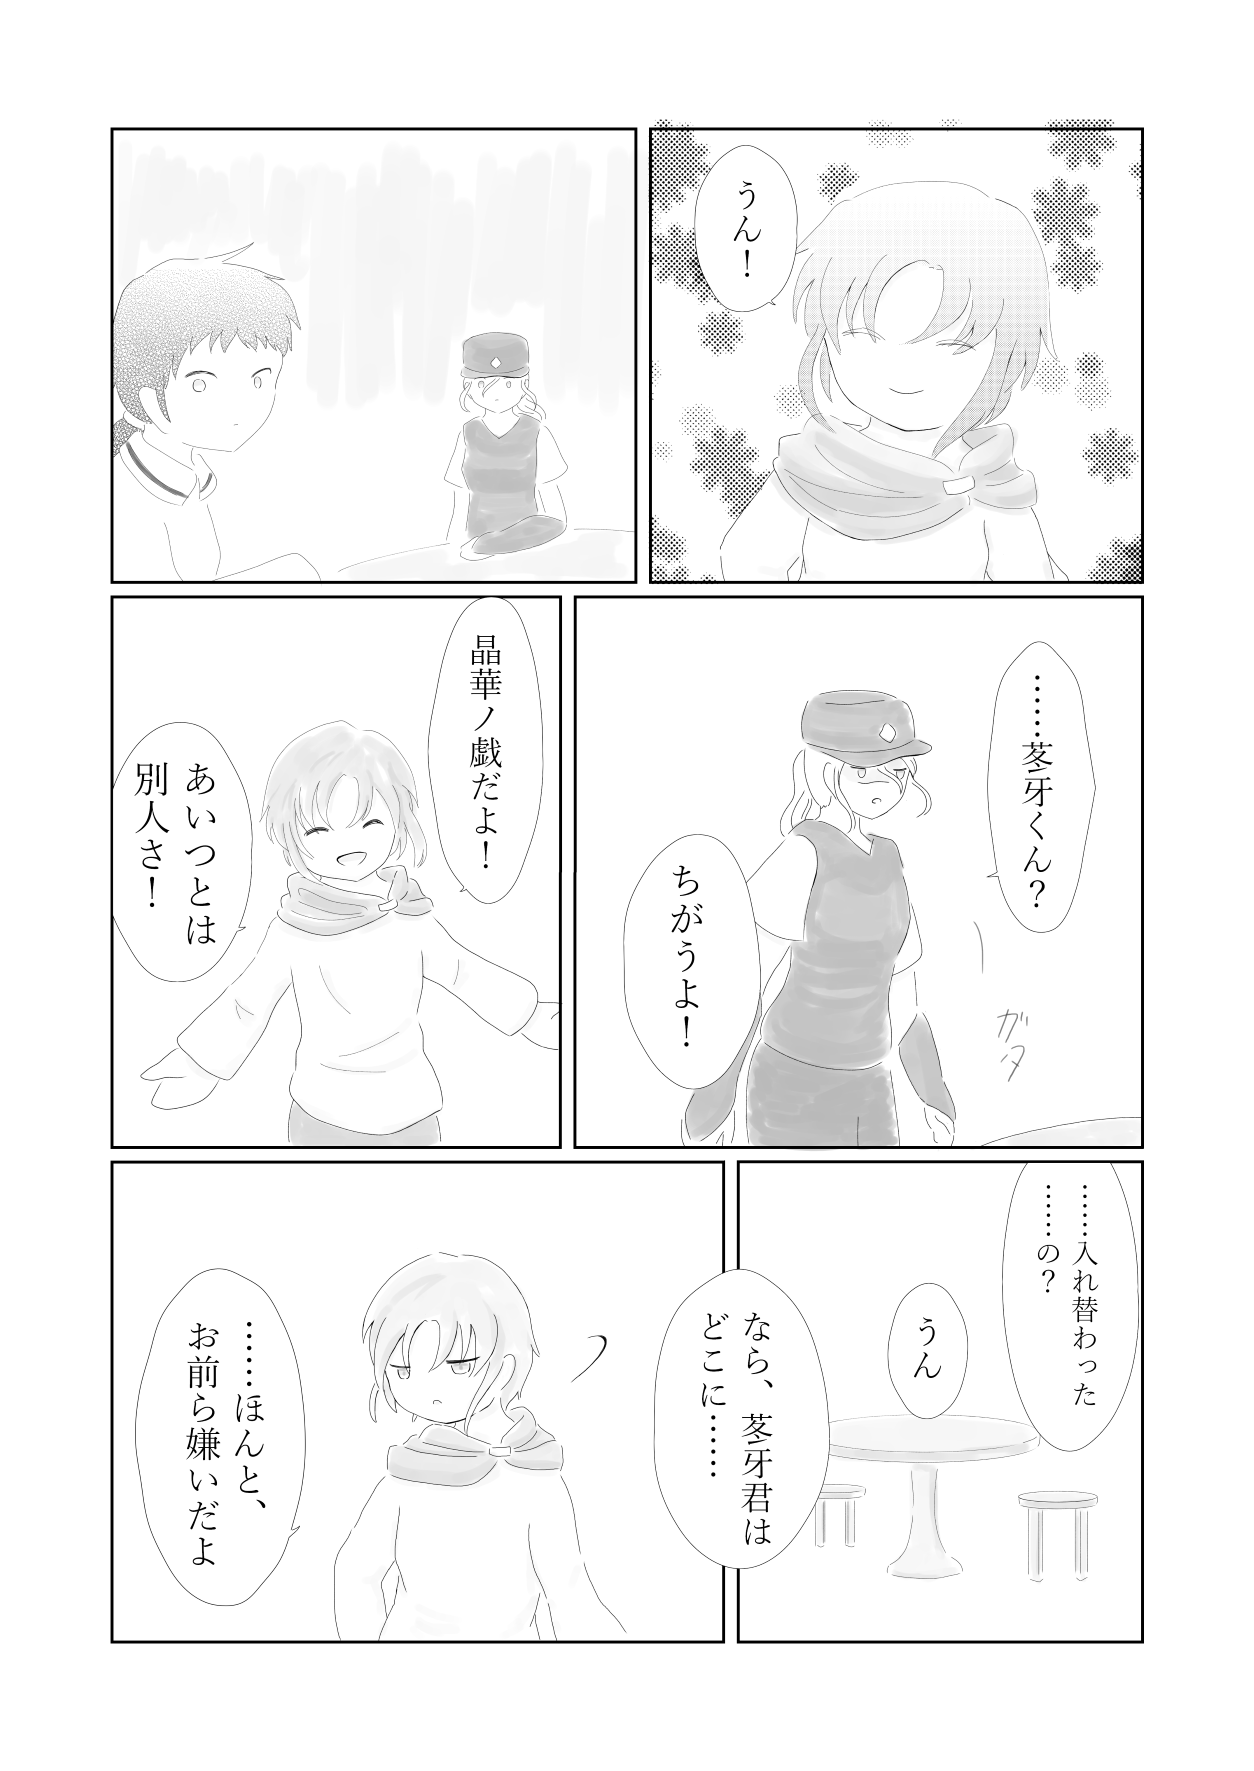 うん！
……苳牙くん？
ガタ
ちがうよ！
晶華ノ戯だよ！
あいつとは
別人さ！
……入れ替わった
……の？
うん
なら、苳牙君は
どこに……
……ほんと、
お前ら嫌いだよ